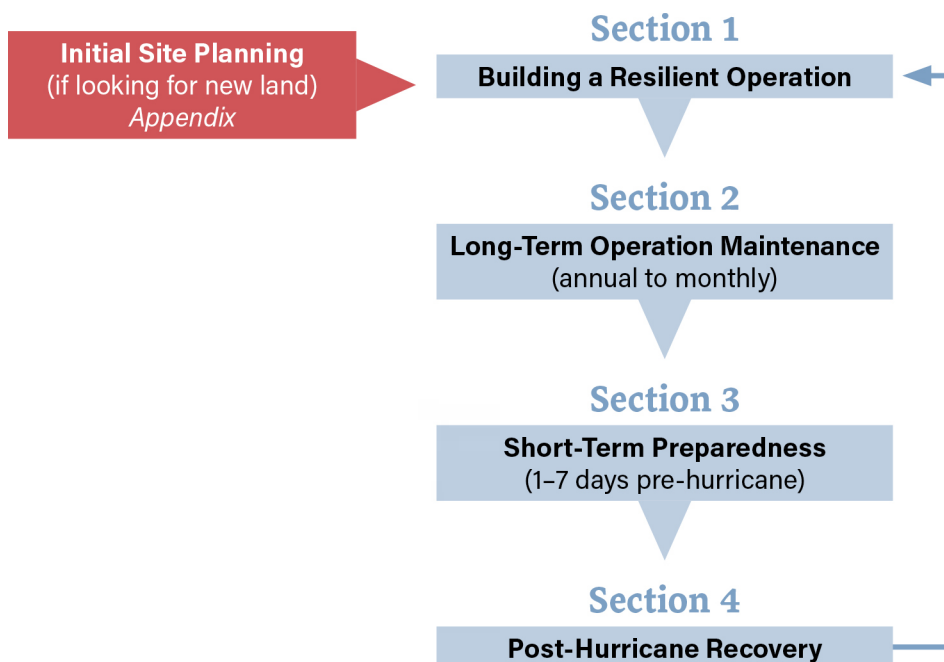 Initial Site Planning
(if looking for new land)
Appendix
Section 1
Building a Resilient Operation
Section 2
Long-Term Operation Maintenance
(annual to monthly)
Section 3
Short-Term Preparedness
(1–7 days pre-hurricane)
Section 4
Post-Hurricane Recovery